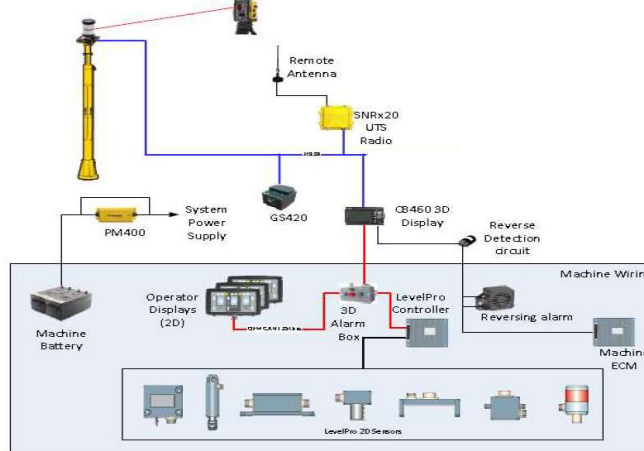 Remote
Antenna
SNRx20
UTS
Radio
GS420
CB460 3D
Display
PM400
System
Power
Supply
Reverse
Detection
circuit
Machine Wirin
Machine
Battery
Operator
Displays
(2D)
3D
Alarm
Box
LevelPro
Controller
Reversing alarm
Machine
ECM
LevelPro 2D Sensors